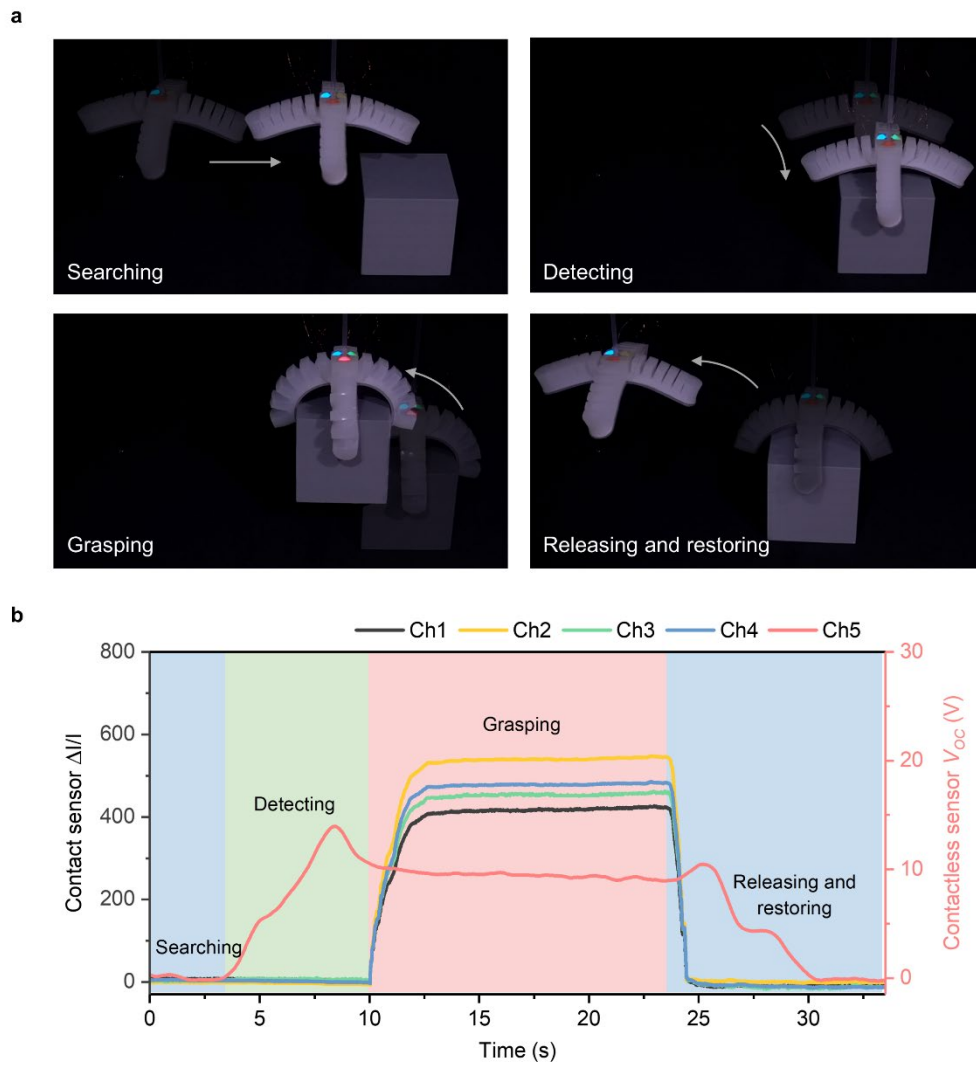 a
Searching
Detecting
Grasping
Releasing and restoring
b
Ch1 Ch2 Ch3 Ch4 Ch5
Contact sensor ΔI/I
800
600
400
200
0
Searching
Detecting
Grasping
Releasing and
restoring
30
20
10
0
Contactless sensor V_OC (V)
0 5 10 15 20 25 30
Time (s)